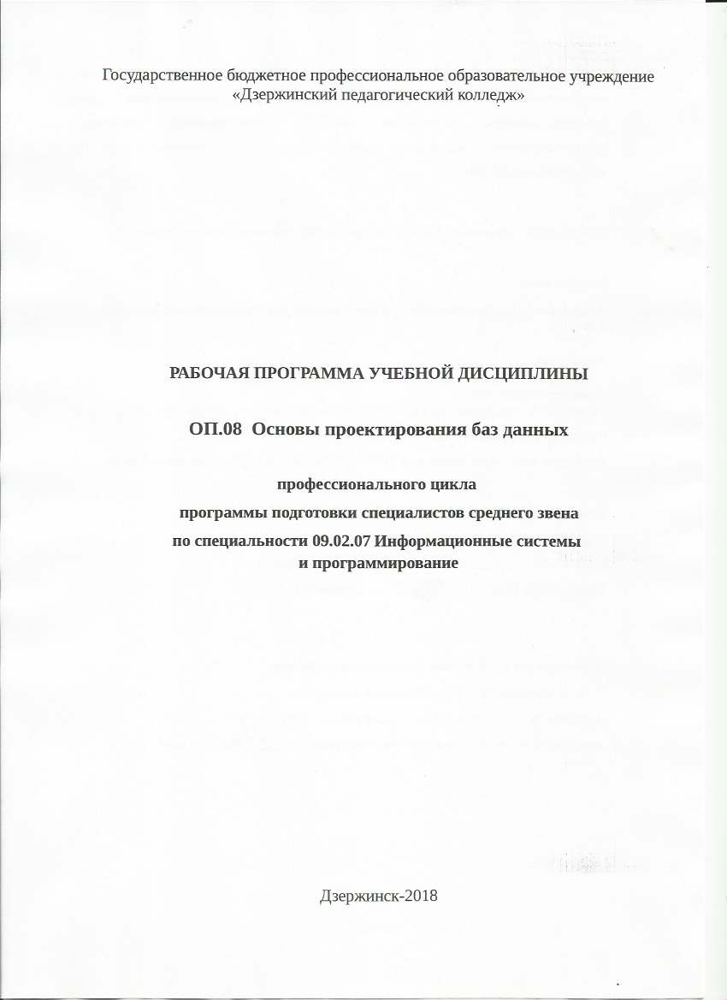 Государственное бюджетное профессиональное образовательное учреждение
«Дзержинский педагогический колледж»
РАБОЧАЯ ПРОГРАММА УЧЕБНОЙ ДИСЦИПЛИНЫ
ОП.08 Основы проектирования баз данных
профессионального цикла
программы подготовки специалистов среднего звена
по специальности 09.02.07 Информационные системы
и программирование
Дзержинск-2018